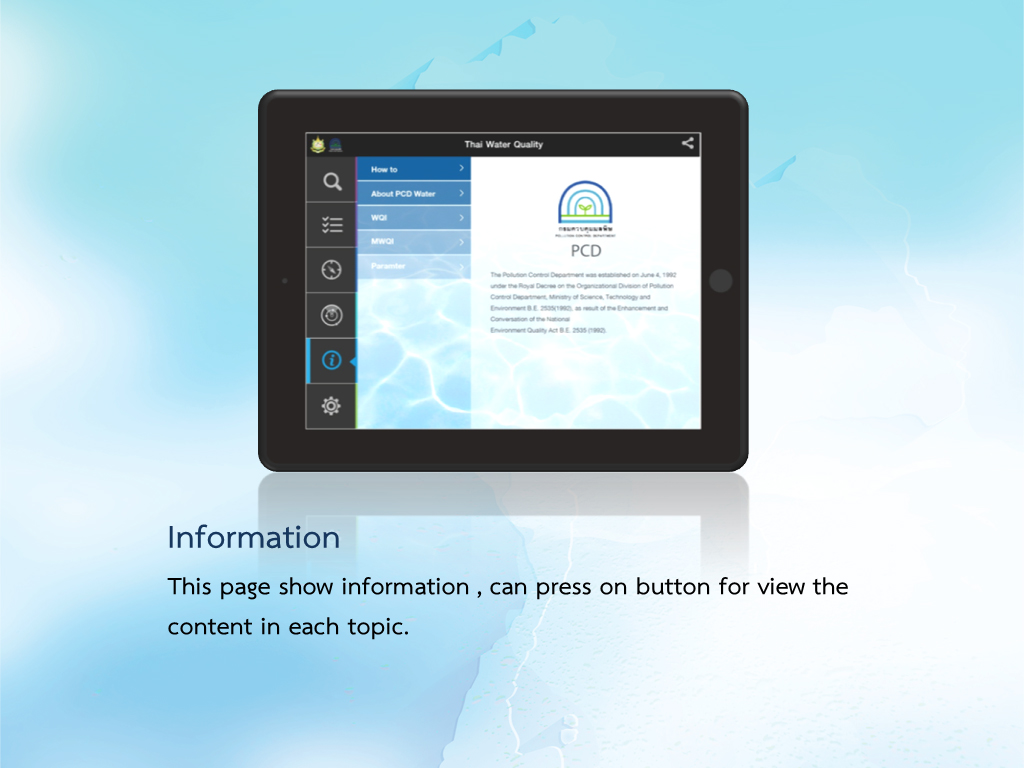 Thai Water Quality
How to
About PCD Water
WQI
MWQI
Paramter
กรมควบคุมมลพิษ
POLLUTION CONTROL DEPARTMENT
PCD
The Pollution Control Department was established on June 4, 1992
under the Royal Decree on the Organizational Division of Pollution
Control Department, Ministry of Science, Technology and
Environment B.E. 2535(1992), as result of the Enhancement and
Conversation of the National
Environment Quality Act B.E. 2535 (1992).
Information
This page show information , can press on button for view the
content in each topic.